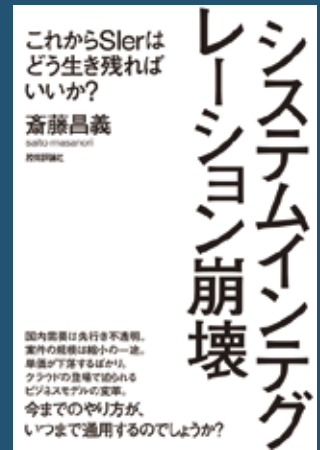 システムインテグ
レーション崩壊
これからSIerは
どう生き残れば
いいか?
斎藤昌義
saito masanori
技術評論社
国内需要は先行き不透明。
案件の規模は縮小の一途。
単価が下落するばかり。
クラウドの登場で迫られる
ビジネスモデルの変革。
今までのやり方が、
いつまで通用するのでしょうか?